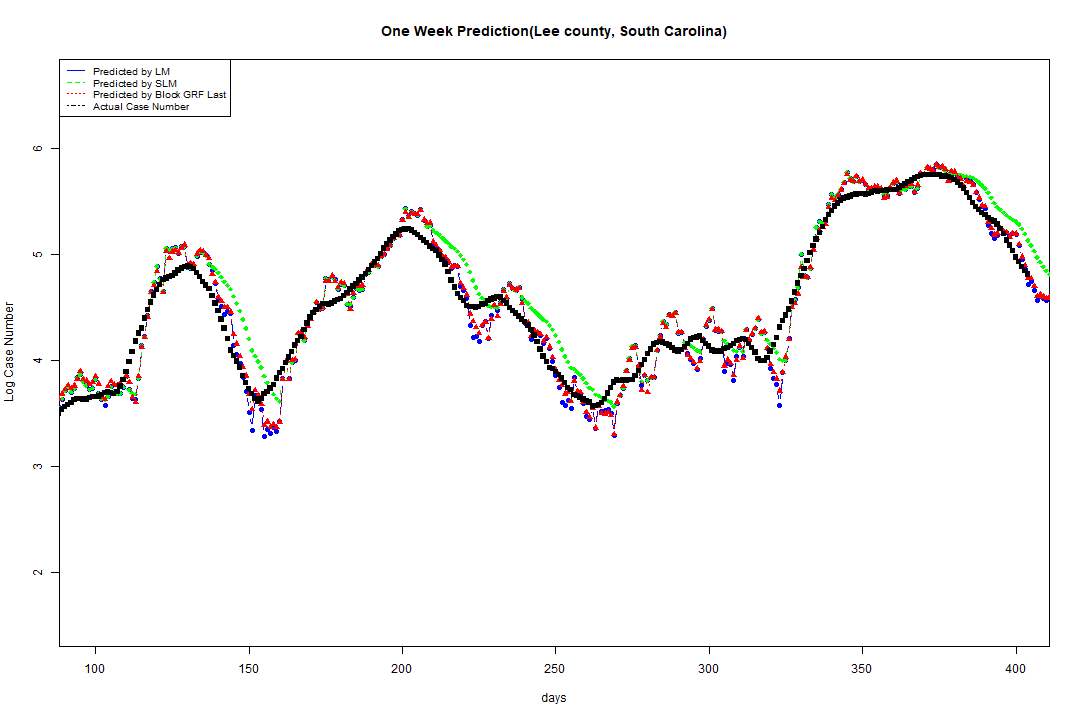 One Week Prediction(Lee county, South Carolina)
Predicted by LM
Predicted by SLM
Predicted by Block GRF Last
Actual Case Number
6
5
4
3
2
Log Case Number
100 150 200 250 300 350 400
days